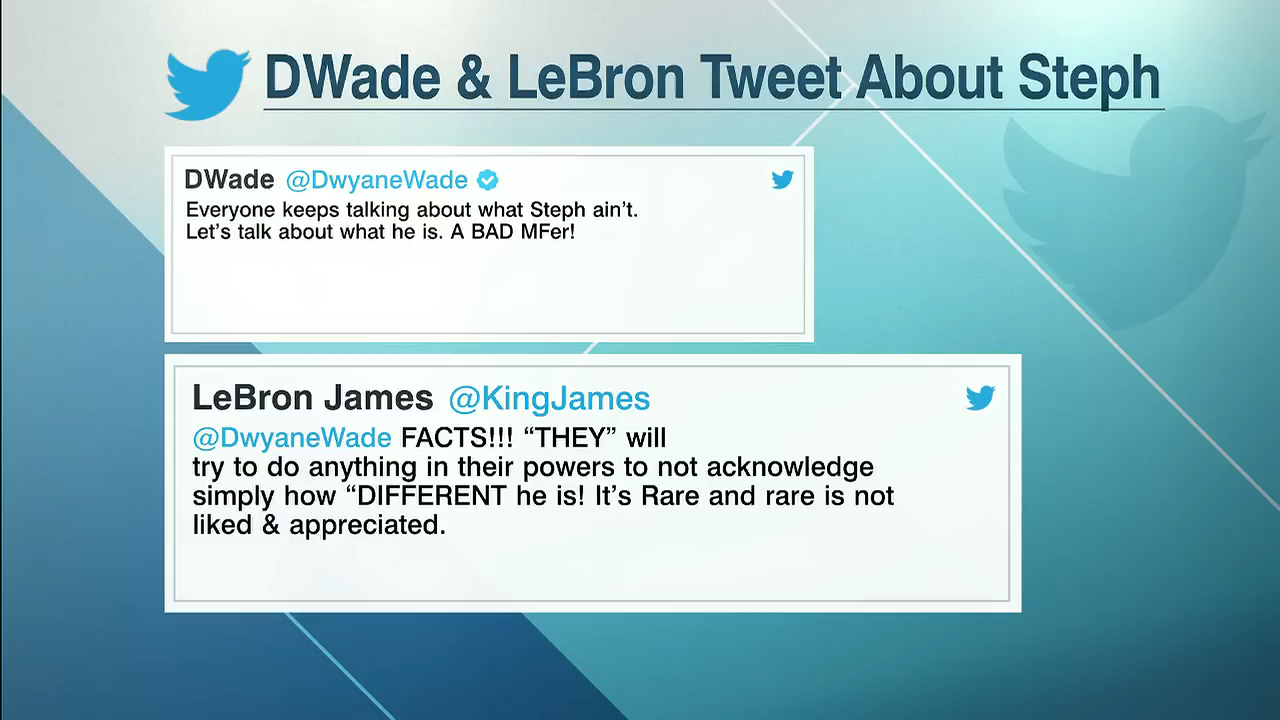 DWade & LeBron Tweet About Steph
DWade @DwyaneWade
Everyone keeps talking about what Steph ain't.
Let's talk about what he is. A BAD MFer!
LeBron James @KingJames
@DwyaneWade FACTS!!! “THEY” will
try to do anything in their powers to not acknowledge
simply how “DIFFERENT he is! It's Rare and rare is not
liked & appreciated.